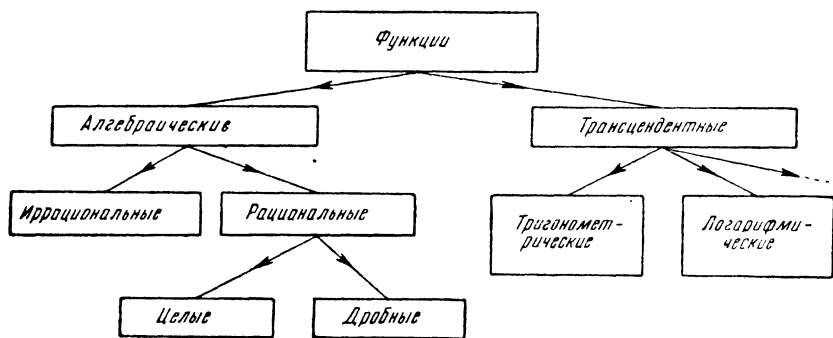 Функции
Алгебраические
Трансцендентные
Иррациональные
Рациональные
Тригономет-
рические
Логарифми-
ческие
Целые
Дробные